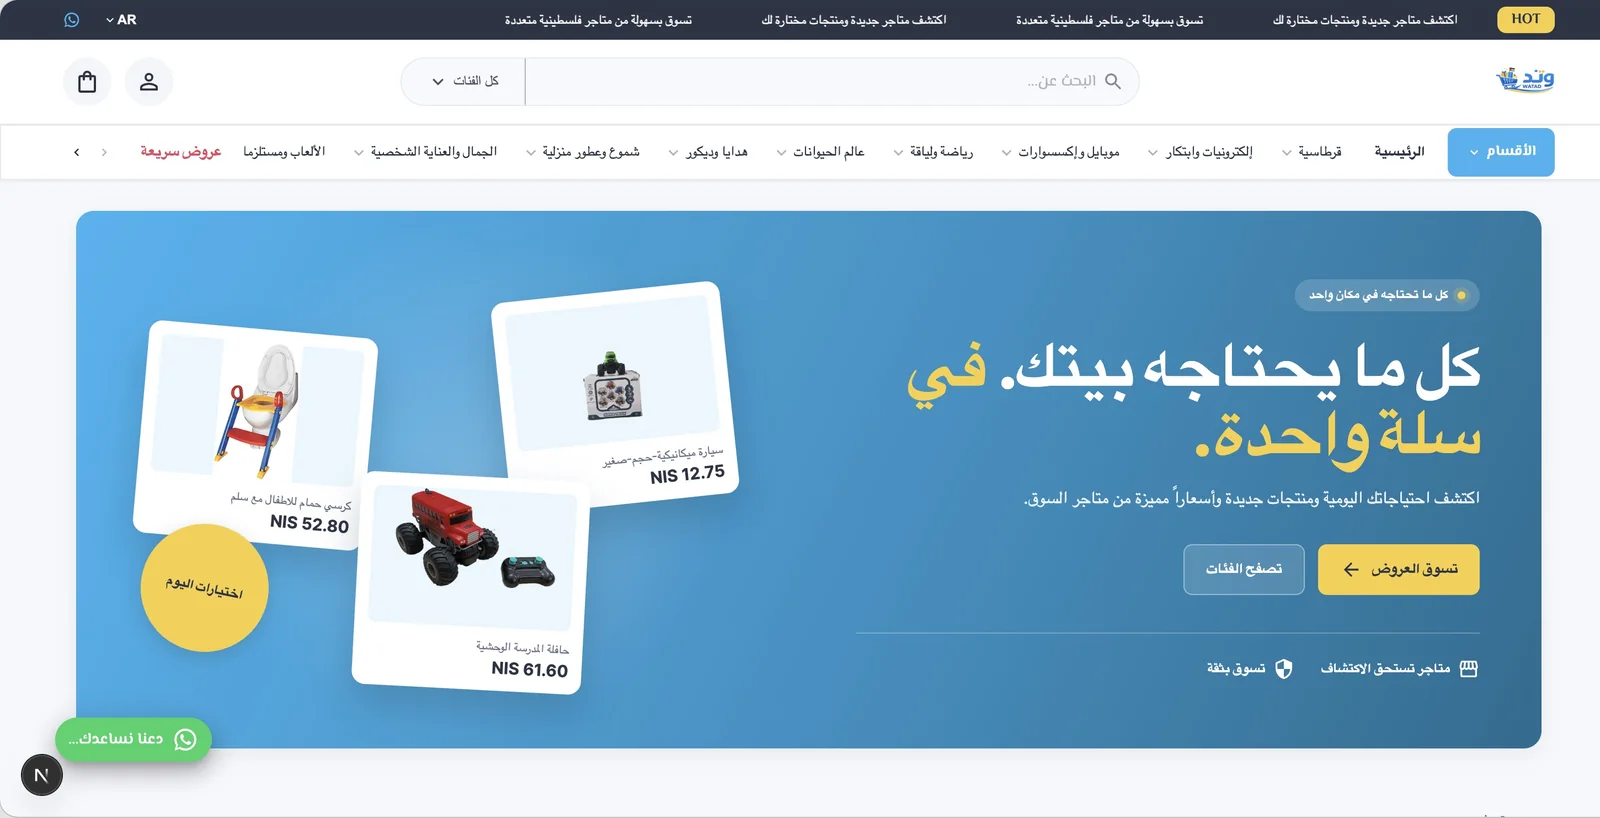 HOT
اكتشف متاجر جديدة ومنتجات مختارة لك
تسوق بسهولة من متاجر فلسطينية متعددة
اكتشف متاجر جديدة ومنتجات مختارة لك
تسوق بسهولة من متاجر فلسطينية متعددة
AR
وتد
WATAD
البحث عن...
كل الفئات
الأقسام
الرئيسية
قرطاسية
إلكترونيات وابتكار
موبايل وإكسسوارات
رياضة ولياقة
عالم الحيوانات
هدايا وديكور
شموع وعطور منزلية
الجمال والعناية الشخصية
الألعاب ومستلزما
عروض سريعة
كل ما تحتاجه في مكان واحد
كل ما يحتاجه بيتك. في
سلة واحدة.
اكتشف احتياجاتك اليومية ومنتجات جديدة وأسعاراً مميزة من متاجر السوق.
تسوق العروض
تصفح الفئات
متاجر تستحق الاكتشاف
تسوق بثقة
سيارة ميكانيكية-حجم-صغير
NIS 12.75
كرسي حمام للاطفال مع سلم
NIS 52.80
حافلة المدرسة الوحشية
NIS 61.60
اختيارات اليوم
دعنا نساعدك...
N